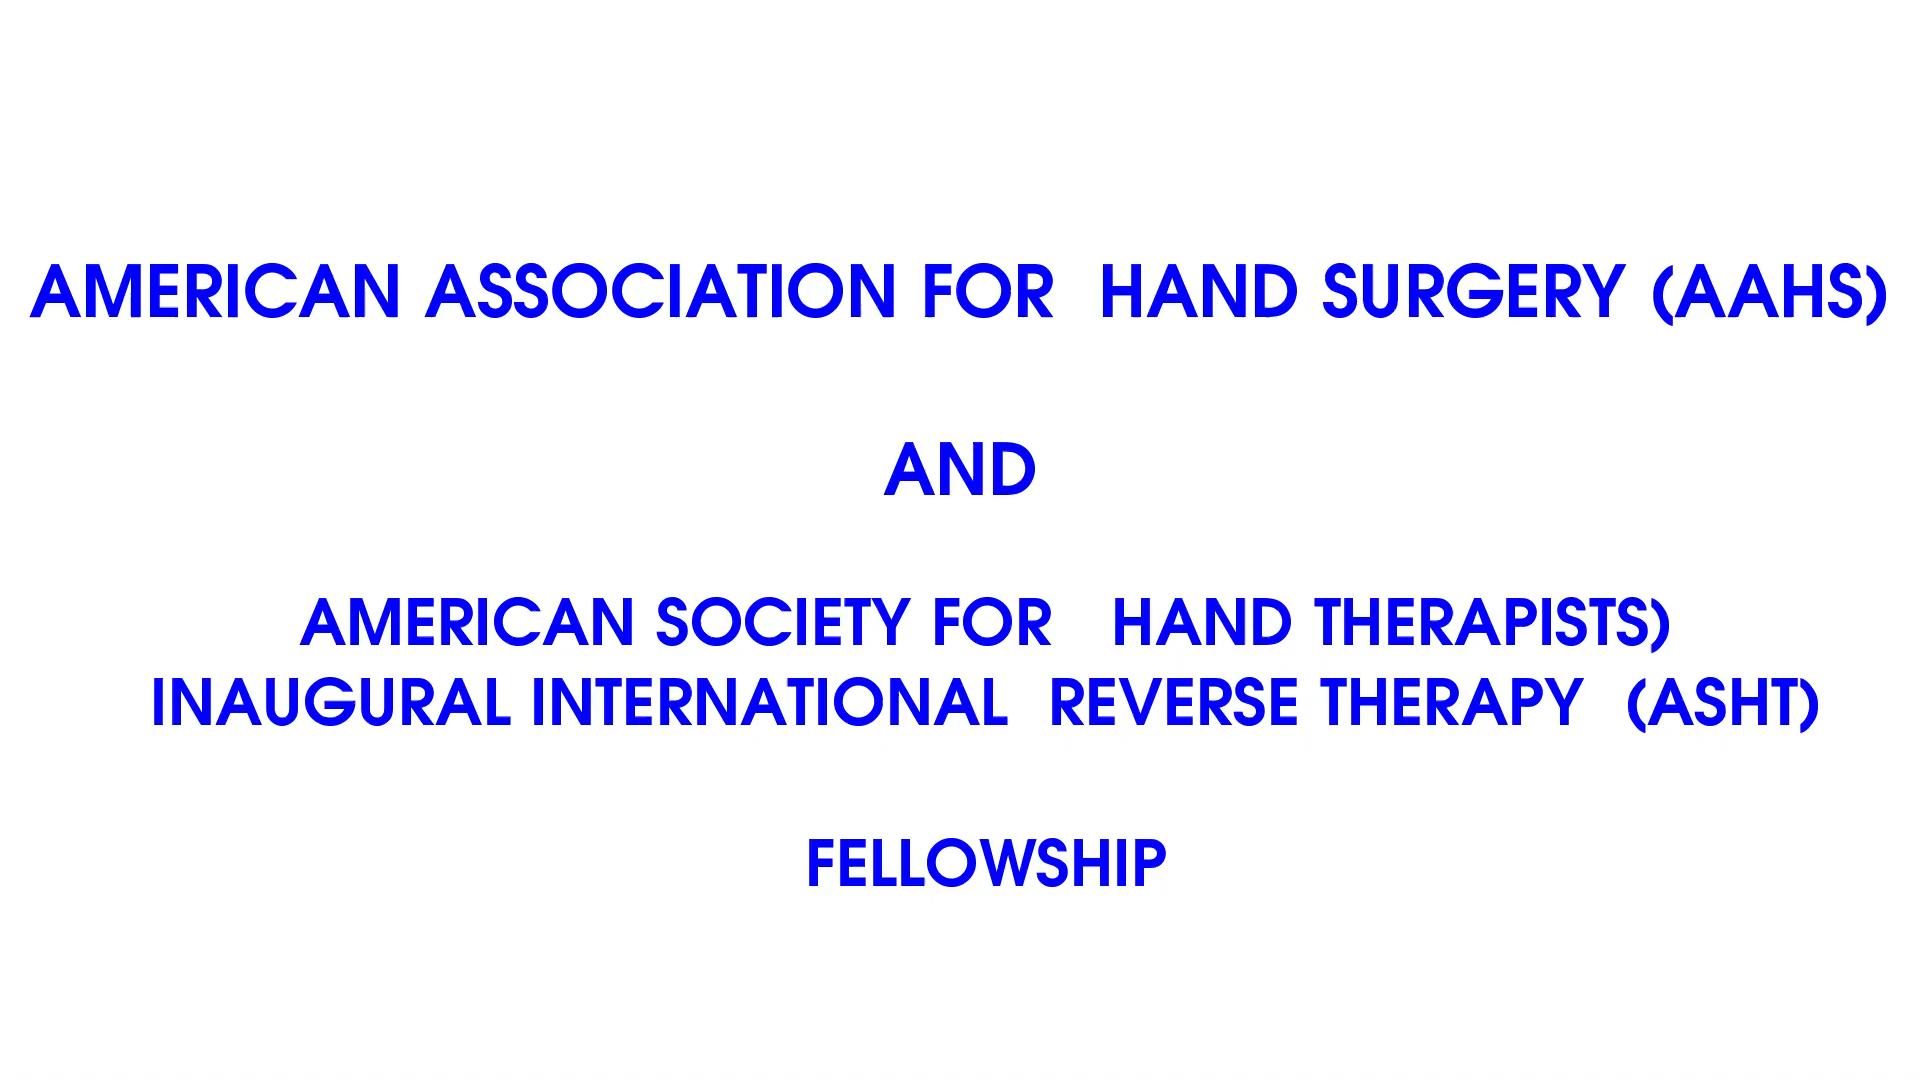 AMERICAN ASSOCIATION FOR  HAND SURGERY (AAHS)
AND
AMERICAN SOCIETY FOR   HAND THERAPISTS)
INAUGURAL INTERNATIONAL  REVERSE THERAPY  (ASHT)
FELLOWSHIP